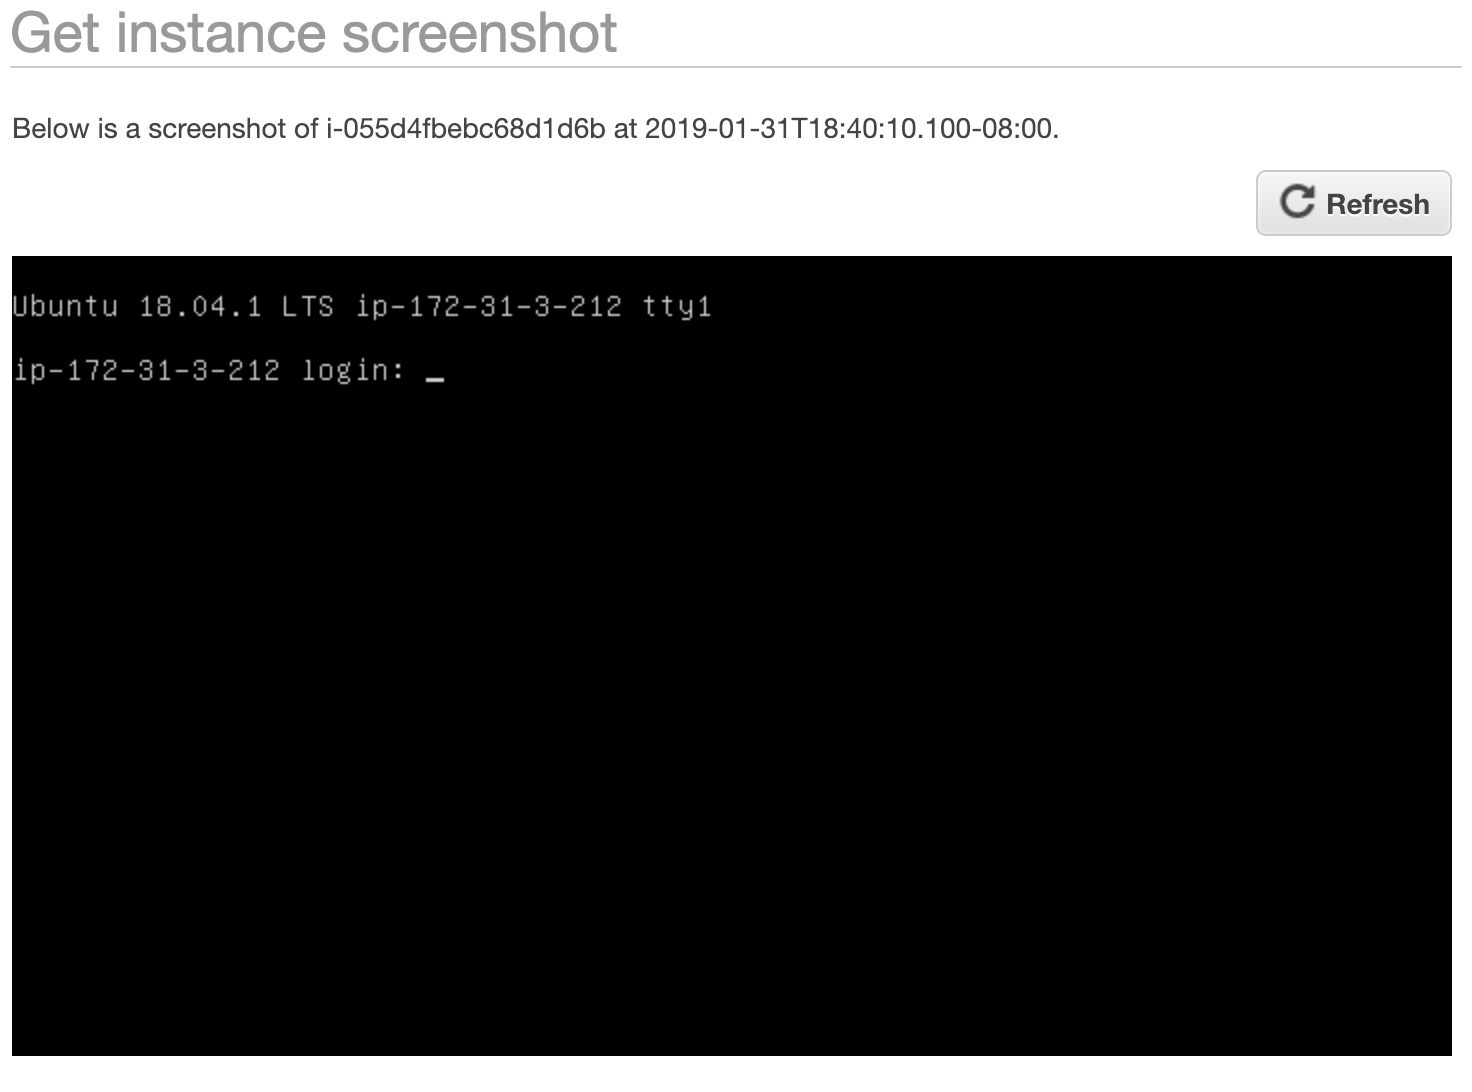 Get instance screenshot
Below is a screenshot of i-055d4fbebc68d1d6b at 2019-01-31T18:40:10.100-08:00.
Refresh
Ubuntu 18.04.1 LTS ip-172-31-3-212 tty1
ip-172-31-3-212 login: _